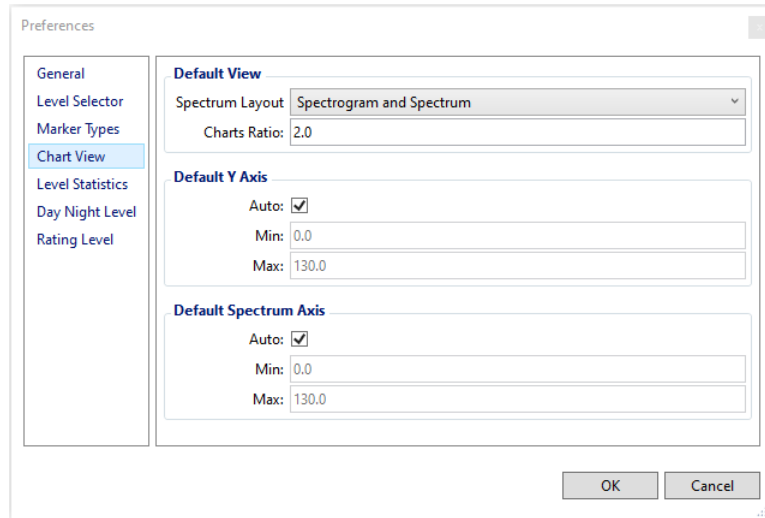 Preferences
General
Level Selector
Marker Types
Chart View
Level Statistics
Day Night Level
Rating Level
Default View
Spectrum Layout Spectrogram and Spectrum
Charts Ratio: 2.0
Default Y Axis
Auto:
Min: 0.0
Max: 130.0
Default Spectrum Axis
Auto:
Min: 0.0
Max: 130.0
OK Cancel